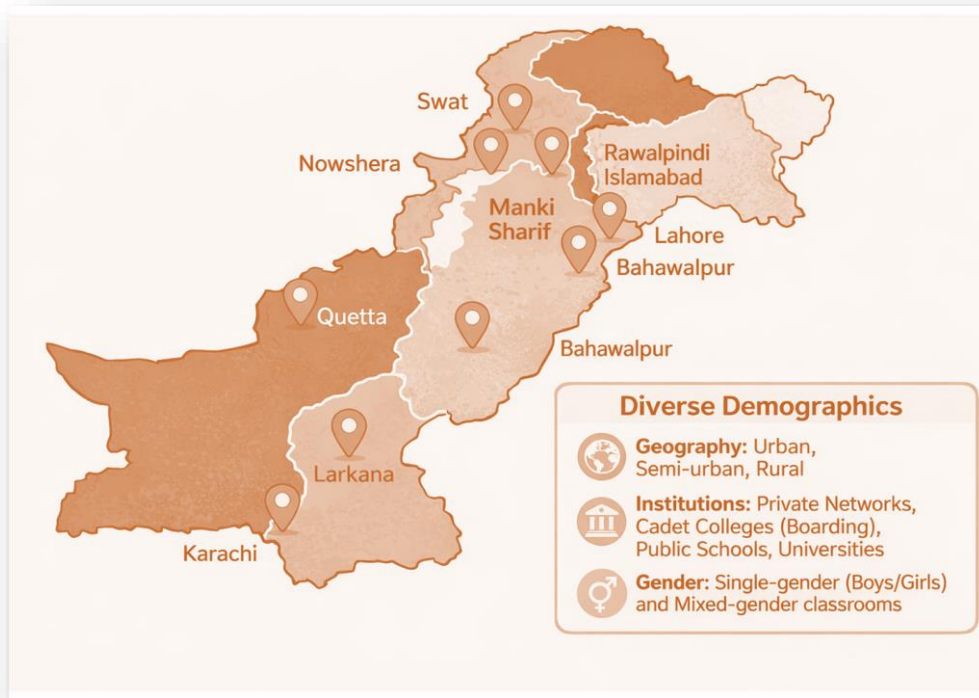 Swat
Nowshera
Rawalpindi
Islamabad
Manki
Sharif
Lahore
Bahawalpur
Quetta
Bahawalpur
Larkana
Karachi
Diverse Demographics
Geography: Urban,
Semi-urban, Rural
Institutions: Private Networks,
Cadet Colleges (Boarding),
Public Schools, Universities
Gender: Single-gender (Boys/Girls)
and Mixed-gender classrooms